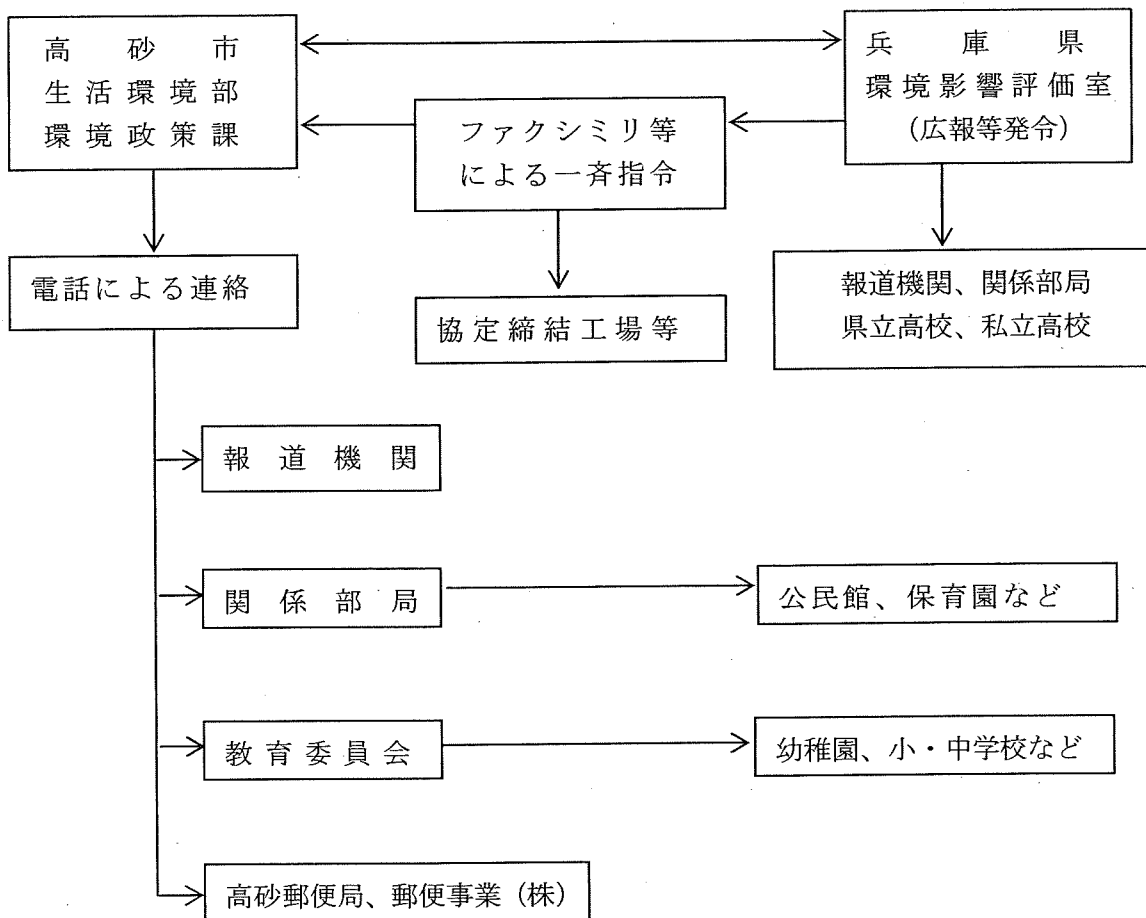 高砂市
生活環境部
環境政策課
兵庫県
環境影響評価室
（広報等発令）
ファクシミリ等
による一斉指令
電話による連絡
協定締結工場等
報道機関、関係部局
県立高校、私立高校
報道機関
関係部局
公民館、保育園など
教育委員会
幼稚園、小・中学校など
高砂郵便局、郵便事業（株）